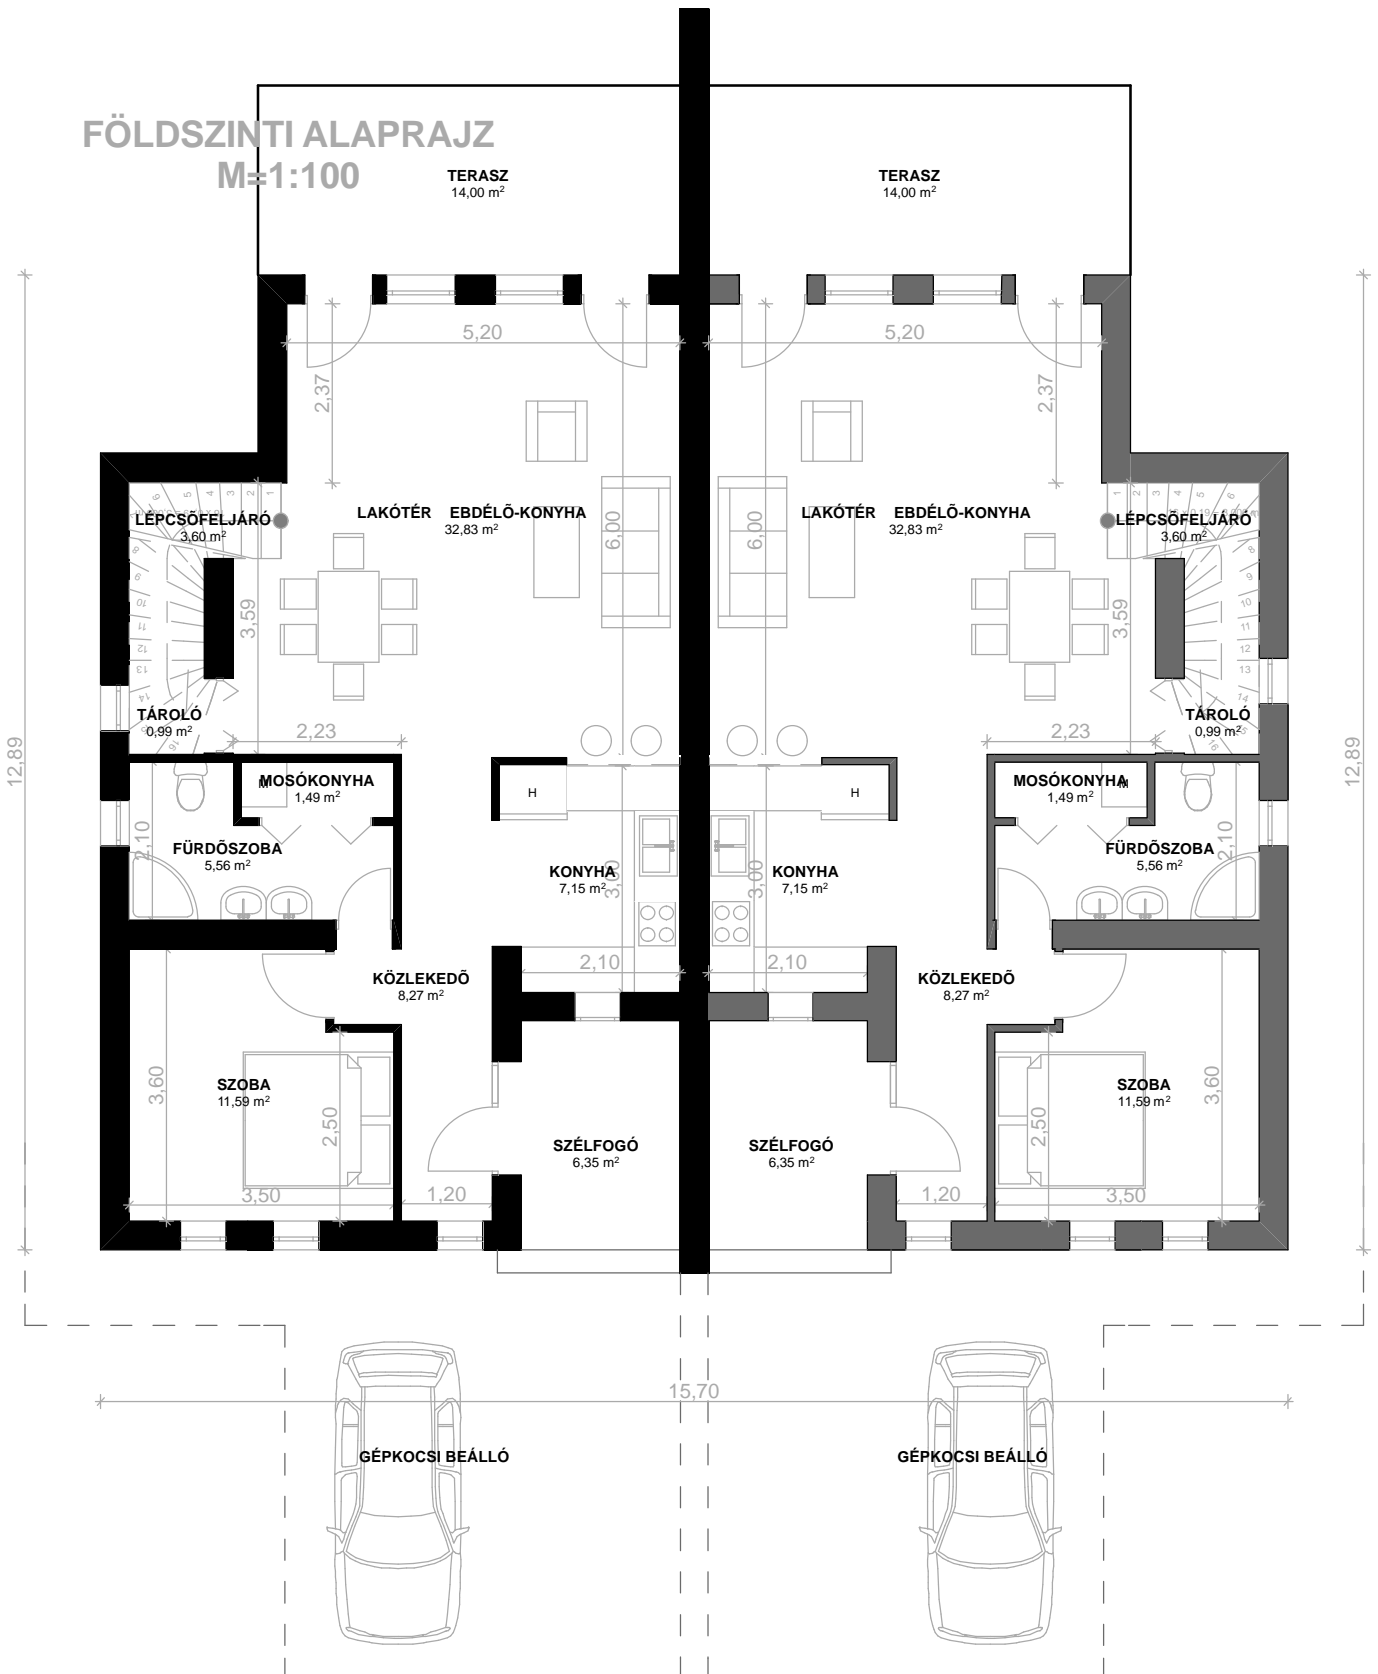 FÖLDSZINTI ALAPRAJZ
M=1:100
TERASZ
14,00 m²
TERASZ
14,00 m²
5,20
5,20
2,37
2,37
LAKÓTÉR EBDÉLŐ-KONYHA
32,83 m²
LAKÓTÉR EBDÉLŐ-KONYHA
32,83 m²
6,00
6,00
LÉPCSŐFELJÁRÓ
3,60 m²
LÉPCSŐFELJÁRÓ
3,60 m²
3,59
3,59
TÁROLÓ
0,99 m²
TÁROLÓ
0,99 m²
2,23
2,23
12,89
12,89
MOSÓKONYHA
1,49 m²
M
MOSÓKONYHA
1,49 m²
M
H
H
FÜRDŐSZOBA
5,56 m²
2,10
FÜRDŐSZOBA
5,56 m²
2,10
KONYHA
7,15 m²
3,00
KONYHA
7,15 m²
3,00
2,10
2,10
KÖZLEKEDŐ
8,27 m²
KÖZLEKEDŐ
8,27 m²
SZOBA
11,59 m²
3,60
2,50
SZOBA
11,59 m²
3,60
2,50
SZÉLFOGÓ
6,35 m²
SZÉLFOGÓ
6,35 m²
3,50
1,20
1,20
3,50
15,70
GÉPKOCSI BEÁLLÓ
GÉPKOCSI BEÁLLÓ